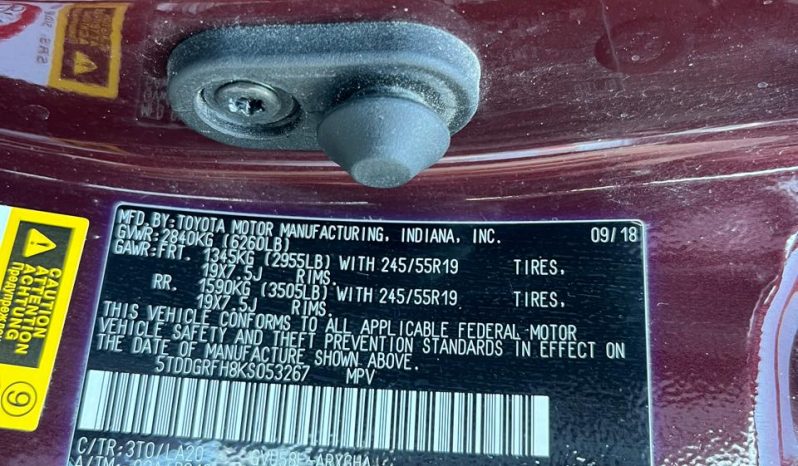 MFD.BY:TOYOTA MOTOR MANUFACTURING, INDIANA, INC. 09/18
GVWR:2840KG (6260LB)
GAWR:FRT. 1345KG (2955LB) WITH 245/55R19 TIRES,
19X7.5J RIMS.
RR. 1590KG (3505LB) WITH 245/55R19 TIRES,
19X7.5J RIMS.
THIS VEHICLE CONFORMS TO ALL APPLICABLE FEDERAL MOTOR
VEHICLE SAFETY AND THEFT PREVENTION STANDARDS IN EFFECT ON
THE DATE OF MANUFACTURE SHOWN ABOVE.
5TDDGRFH8KS053267 MPV
C/TR:3T0/LA20
A/TM
CAUTION
ATTENTION
ACHTUNG
9